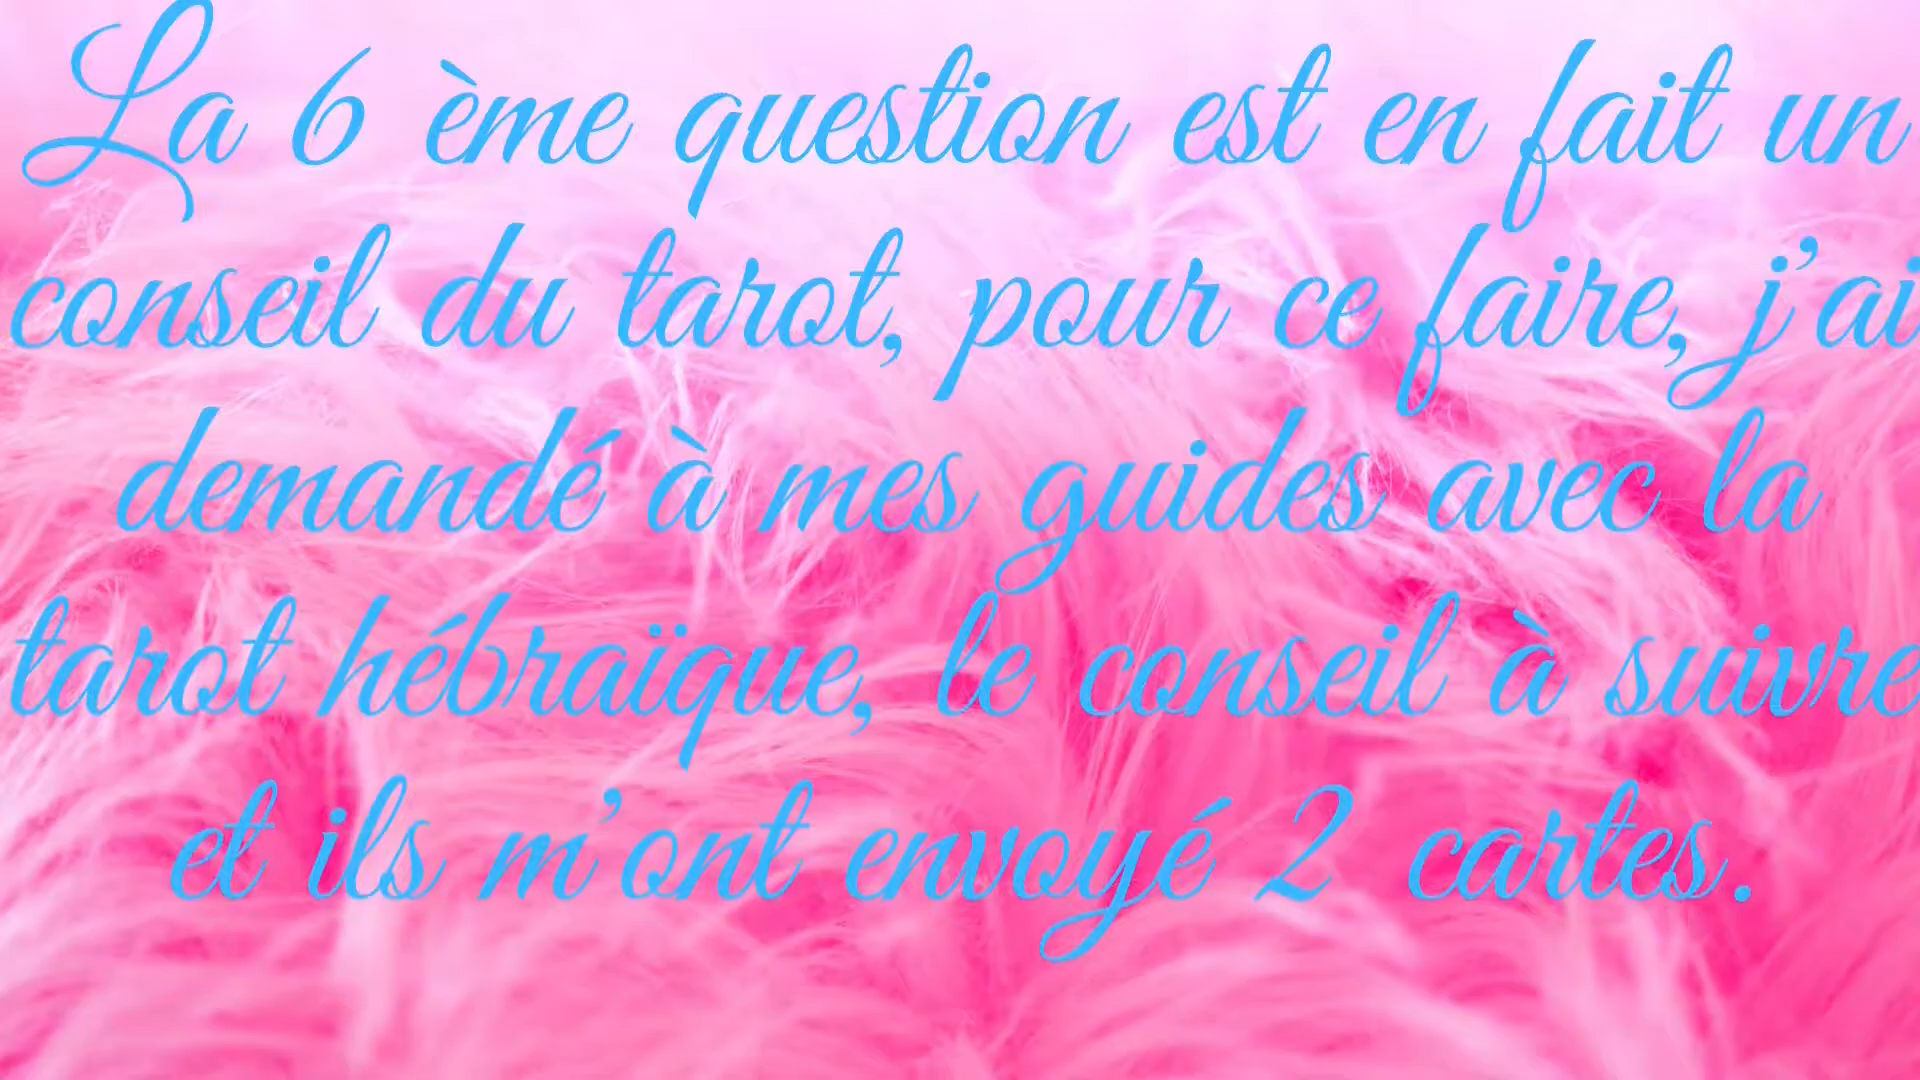 La 6 ème question est en fait un
conseil du tarot, pour ce faire, j'ai
demandé à mes guides avec la
tarot hébraïque, le conseil à suivre
et ils m'ont envoyé 2 cartes.